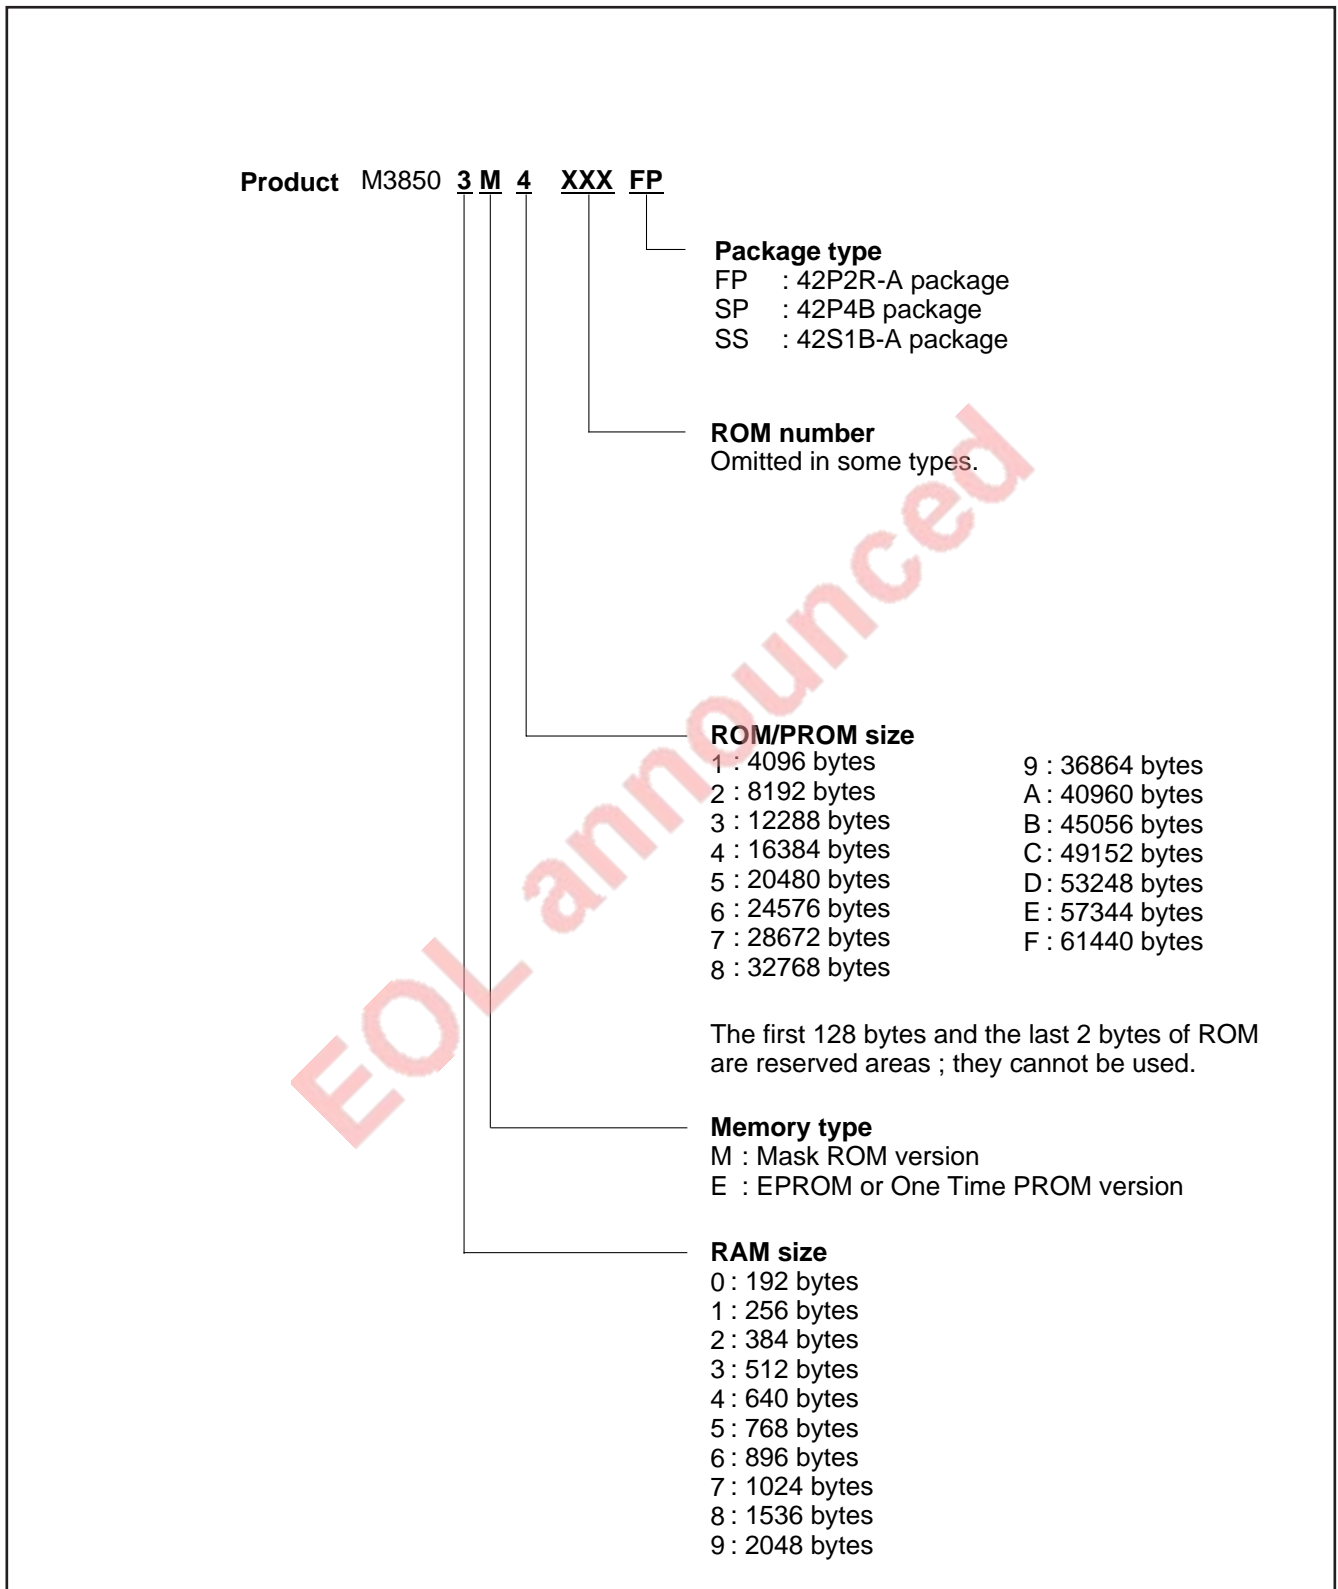 Product M3850 3 M 4 XXX FP
Package type
FP : 42P2R-A package
SP : 42P4B package
SS : 42S1B-A package
ROM number
Omitted in some types.
ROM/PROM size
1 : 4096 bytes
2 : 8192 bytes
3 : 12288 bytes
4 : 16384 bytes
5 : 20480 bytes
6 : 24576 bytes
7 : 28672 bytes
8 : 32768 bytes
9 : 36864 bytes
A : 40960 bytes
B : 45056 bytes
C : 49152 bytes
D : 53248 bytes
E : 57344 bytes
F : 61440 bytes
The first 128 bytes and the last 2 bytes of ROM
are reserved areas ; they cannot be used.
Memory type
M : Mask ROM version
E : EPROM or One Time PROM version
RAM size
0 : 192 bytes
1 : 256 bytes
2 : 384 bytes
3 : 512 bytes
4 : 640 bytes
5 : 768 bytes
6 : 896 bytes
7 : 1024 bytes
8 : 1536 bytes
9 : 2048 bytes
EOL announced